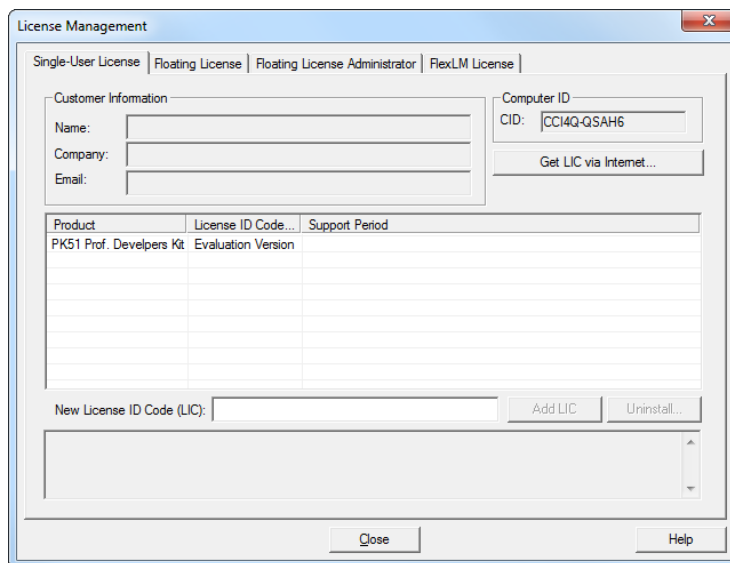 License Management
Single-User License Floating License Floating License Administrator FlexLM License
Customer Information
Name:
Company:
Email:
Computer ID
CID: CCI4Q-QSAH6
Get LIC via Internet...
Product License ID Code... Support Period
PK51 Prof. Develpers Kit Evaluation Version
New License ID Code (LIC): Add LIC Uninstall...
Close Help